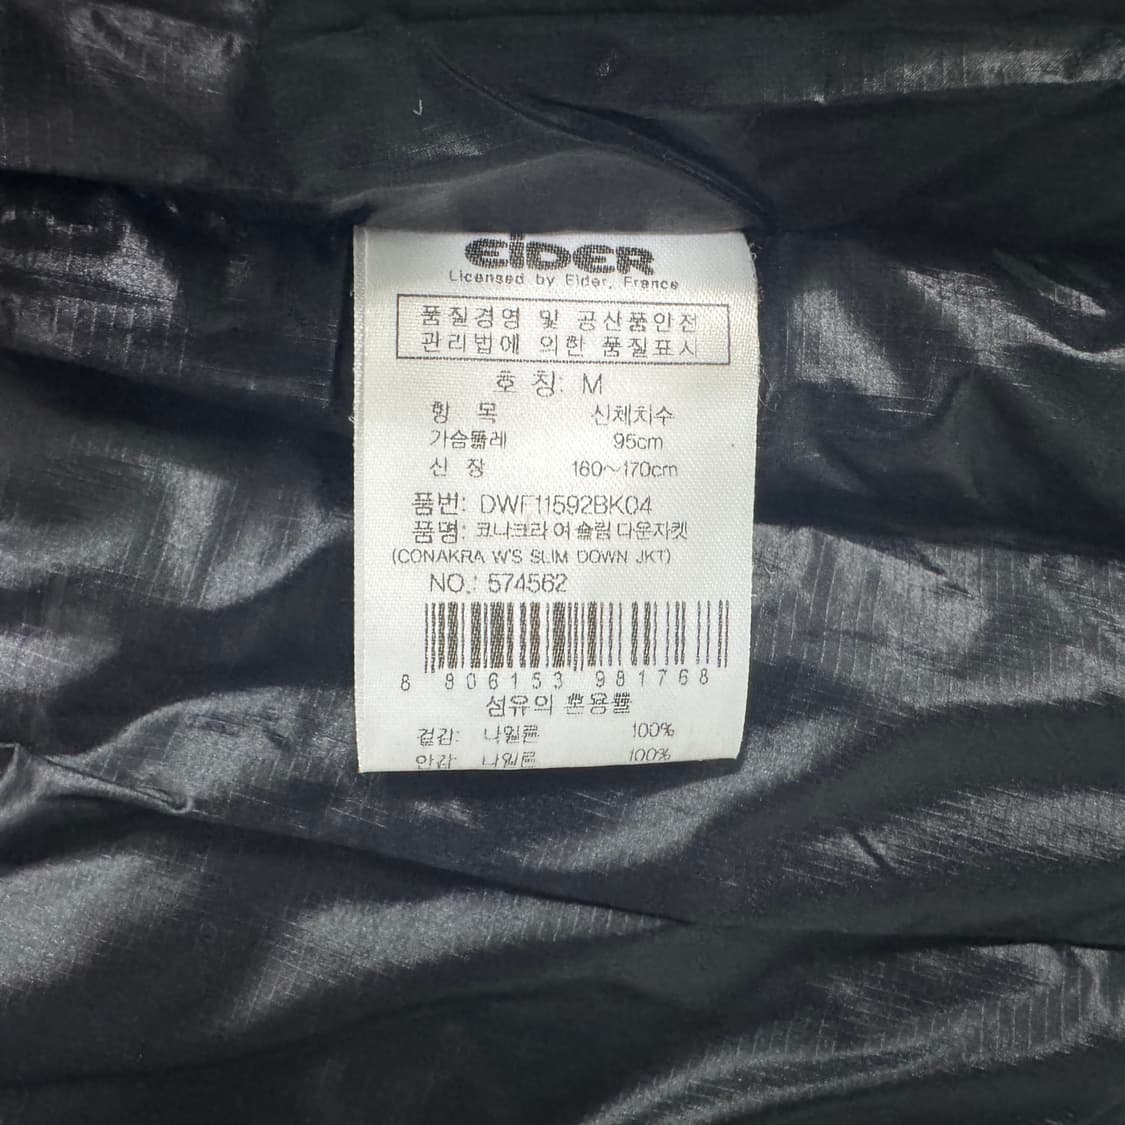 EIDER
Licensed by Eider, France
품질경영 및 공산품안전
관리법에 의한 품질표시
호 칭: M
항 목 신체치수
가슴둘레 95cm
신 장 160~170cm
품번: DWF11592BK04
품명: 코나크라 여 슬림 다운자켓
(CONAKRA W'S SLIM DOWN JKT)
NO.: 574562
8 806153 981768
섬유의 혼용률
겉감: 나일론 100%
안감: 나일론 100%